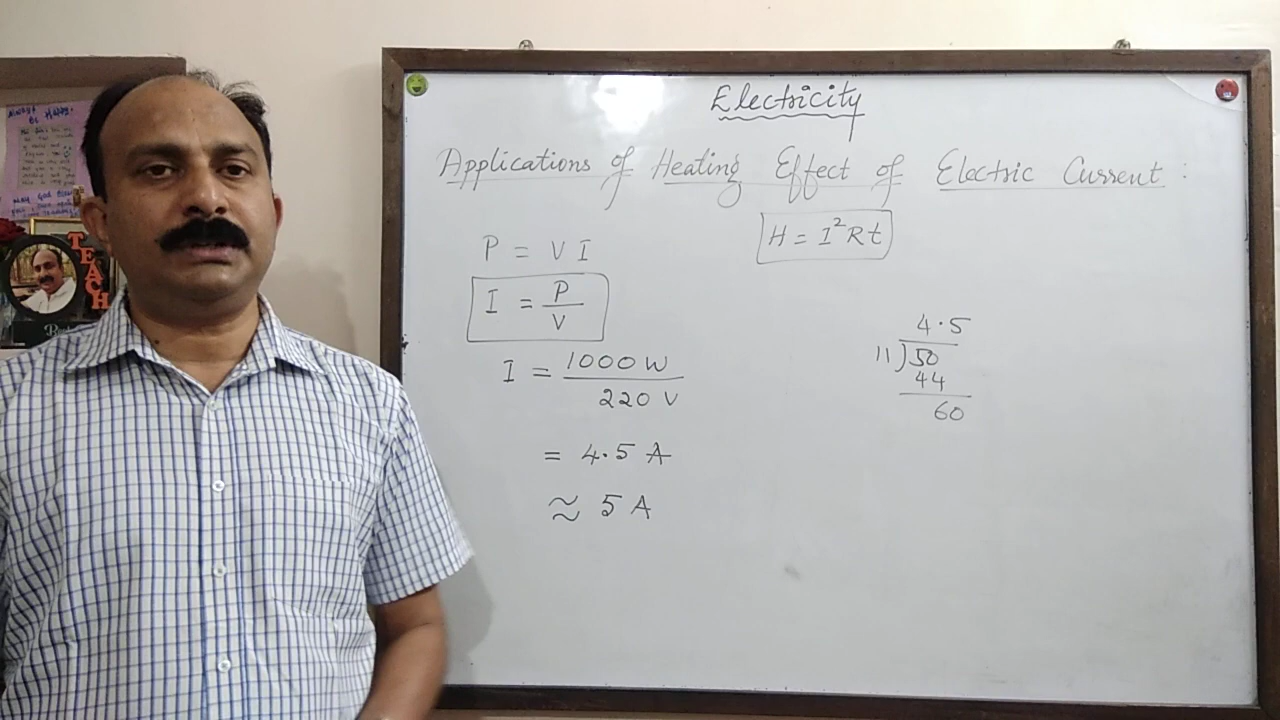 Electricity
Applications of Heating Effect of Electric Current :
H = I²Rt
P = VI
I = P/V
I = 1000 W / 220 V
= 4.5 A
≈ 5 A
4.5
11)50
44
60
TEACH